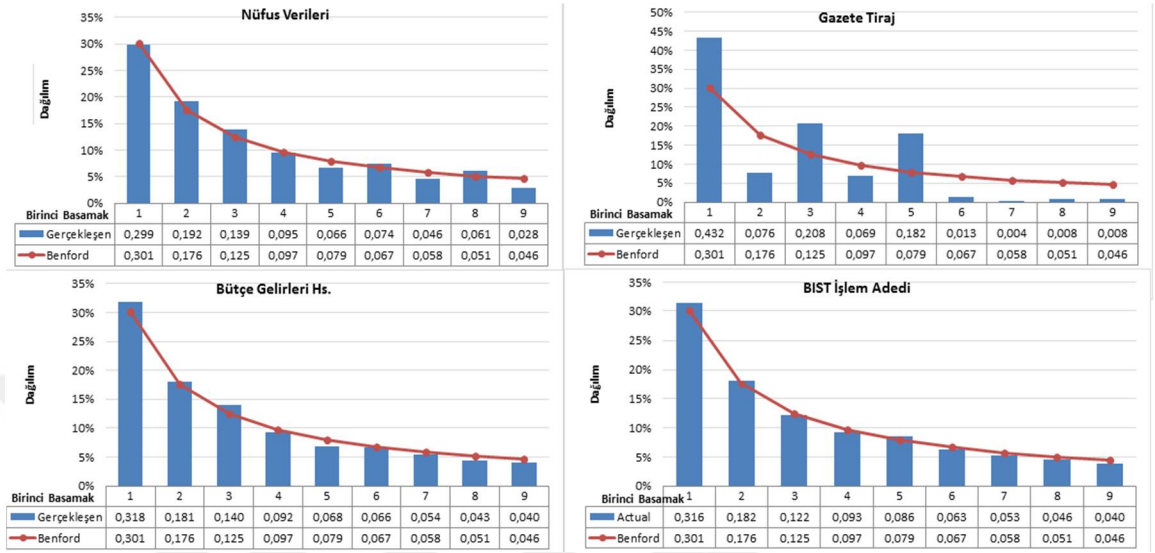 Nüfus Verileri
35%
30%
25%
20%
15%
10%
5%
0%
Dağılım
Birinci Basamak 1 2 3 4 5 6 7 8 9
Gerçekleşen 0,299 0,192 0,139 0,095 0,066 0,074 0,046 0,061 0,028
Benford 0,301 0,176 0,125 0,097 0,079 0,067 0,058 0,051 0,046
Gazete Tiraj
50%
45%
40%
35%
30%
25%
20%
15%
10%
5%
0%
Dağılım
Birinci Basamak 1 2 3 4 5 6 7 8 9
Gerçekleşen 0,432 0,076 0,208 0,069 0,182 0,013 0,004 0,008 0,008
Benford 0,301 0,176 0,125 0,097 0,079 0,067 0,058 0,051 0,046
Bütçe Gelirleri Hs.
35%
30%
25%
20%
15%
10%
5%
0%
Dağılım
Birinci Basamak 1 2 3 4 5 6 7 8 9
Gerçekleşen 0,318 0,181 0,140 0,092 0,068 0,066 0,054 0,043 0,040
Benford 0,301 0,176 0,125 0,097 0,079 0,067 0,058 0,051 0,046
BIST İşlem Adedi
35%
30%
25%
20%
15%
10%
5%
0%
Dağılım
Birinci Basamak 1 2 3 4 5 6 7 8 9
Actual 0,316 0,182 0,122 0,093 0,086 0,063 0,053 0,046 0,040
Benford 0,301 0,176 0,125 0,097 0,079 0,067 0,058 0,051 0,046